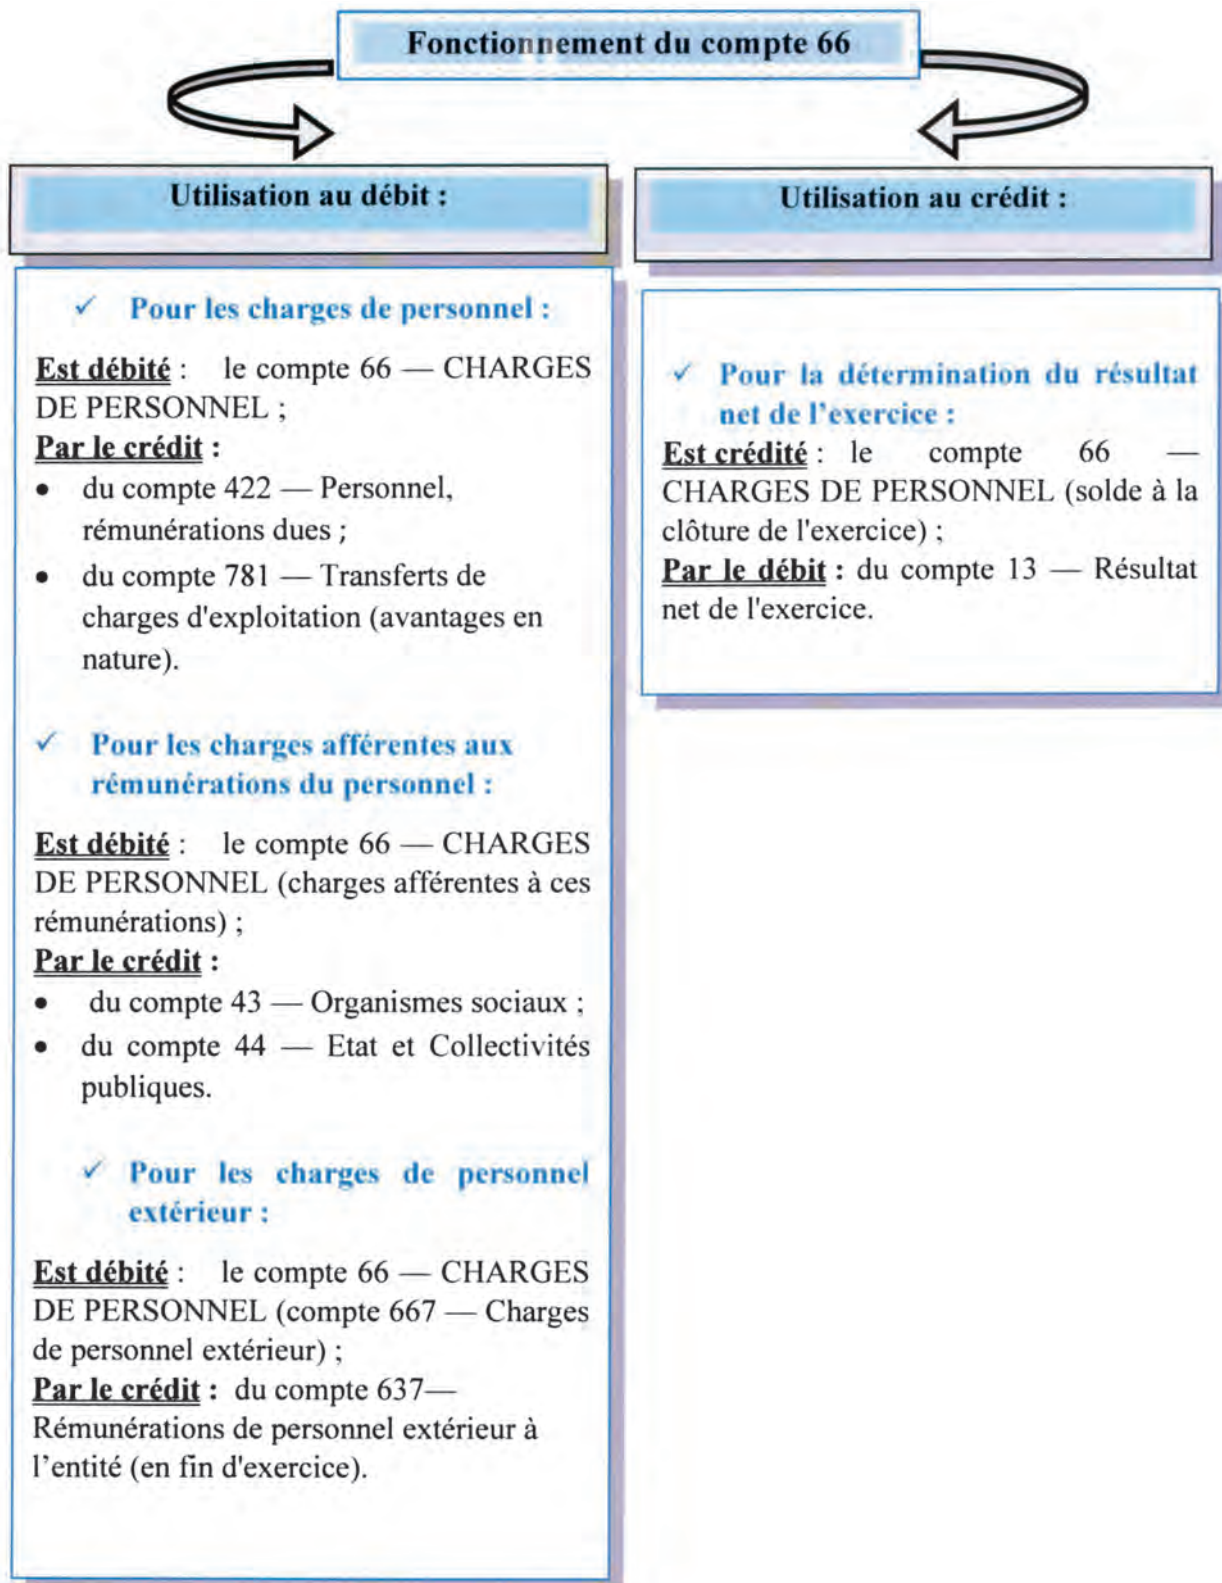 Fonctionnement du compte 66
Utilisation au débit :
✓ Pour les charges de personnel :
Est débité : le compte 66 — CHARGES
DE PERSONNEL ;
Par le crédit :
• du compte 422 — Personnel,
rémunérations dues ;
• du compte 781 — Transferts de
charges d'exploitation (avantages en
nature).
✓ Pour les charges afférentes aux
rémunérations du personnel :
Est débité : le compte 66 — CHARGES
DE PERSONNEL (charges afférentes à ces
rémunérations) ;
Par le crédit :
• du compte 43 — Organismes sociaux ;
• du compte 44 — Etat et Collectivités
publiques.
✓ Pour les charges de personnel
extérieur :
Est débité : le compte 66 — CHARGES
DE PERSONNEL (compte 667 — Charges
de personnel extérieur) ;
Par le crédit : du compte 637—
Rémunérations de personnel extérieur à
l’entité (en fin d'exercice).
Utilisation au crédit :
✓ Pour la détermination du résultat
net de l’exercice :
Est crédité : le compte 66 —
CHARGES DE PERSONNEL (solde à la
clôture de l'exercice) ;
Par le débit : du compte 13 — Résultat
net de l'exercice.